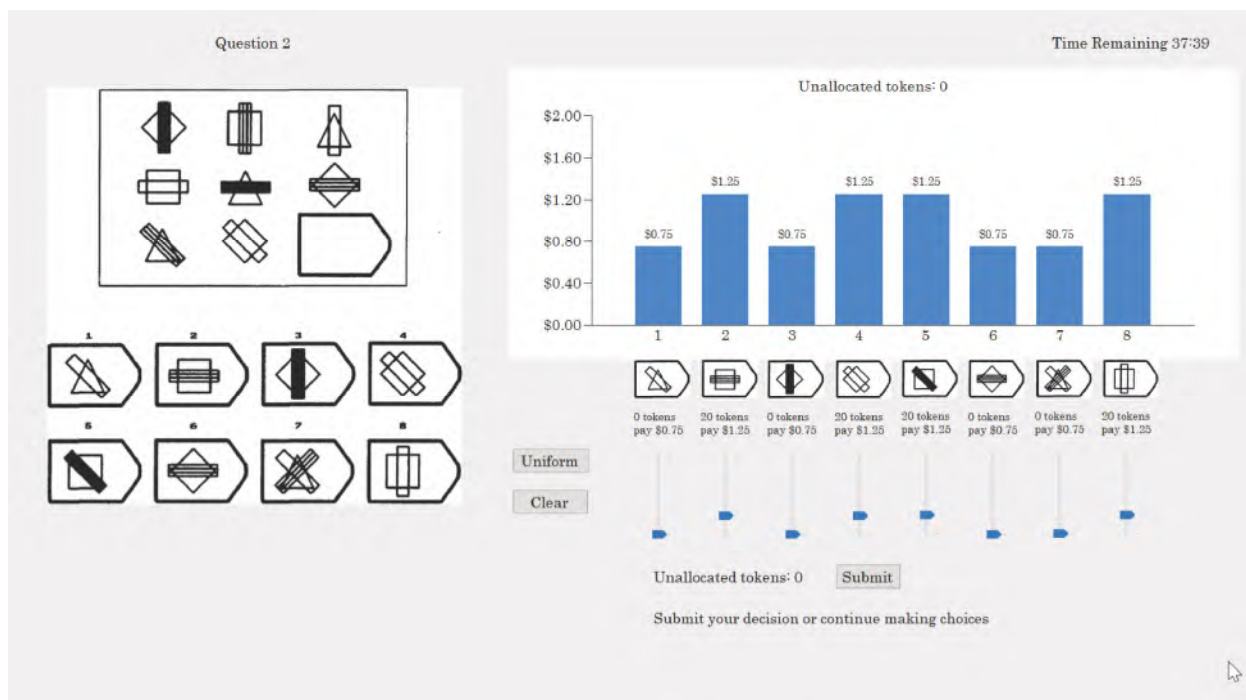 Question 2
Time Remaining 37:39
Unallocated tokens: 0
$2.00
$1.60
$1.20
$0.80
$0.40
$0.00
$0.75
$1.25
$0.75
$1.25
$1.25
$0.75
$0.75
$1.25
1 2 3 4 5 6 7 8
1 2 3 4
5 6 7 8
0 tokens pay $0.75
20 tokens pay $1.25
0 tokens pay $0.75
20 tokens pay $1.25
20 tokens pay $1.25
0 tokens pay $0.75
0 tokens pay $0.75
20 tokens pay $1.25
Uniform
Clear
Unallocated tokens: 0
Submit
Submit your decision or continue making choices